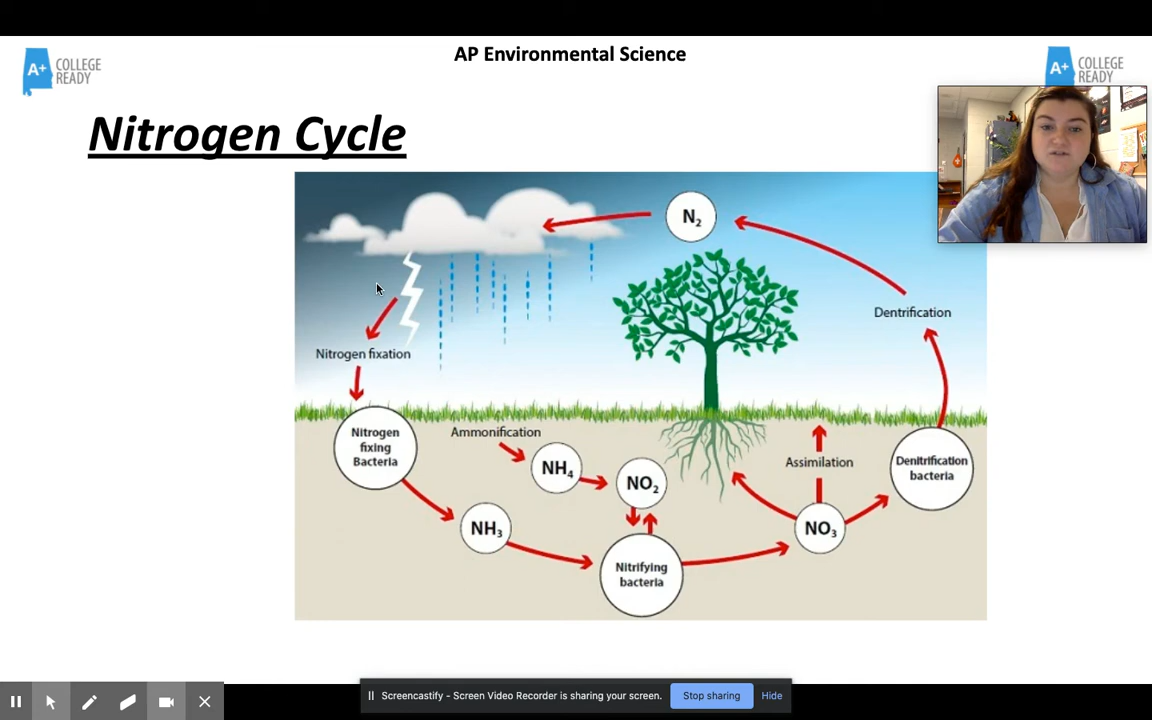 AP Environmental Science
A+ COLLEGE
READY
A+ COLLEGE
READY
Nitrogen Cycle
N2
Dentrification
Nitrogen fixation
Nitrogen
fixing
Bacteria
Ammonification
NH4
NO2
Assimilation
Denitrification
bacteria
NH3
NO3
Nitrifying
bacteria
Screencastify - Screen Video Recorder is sharing your screen.
Stop sharing
Hide